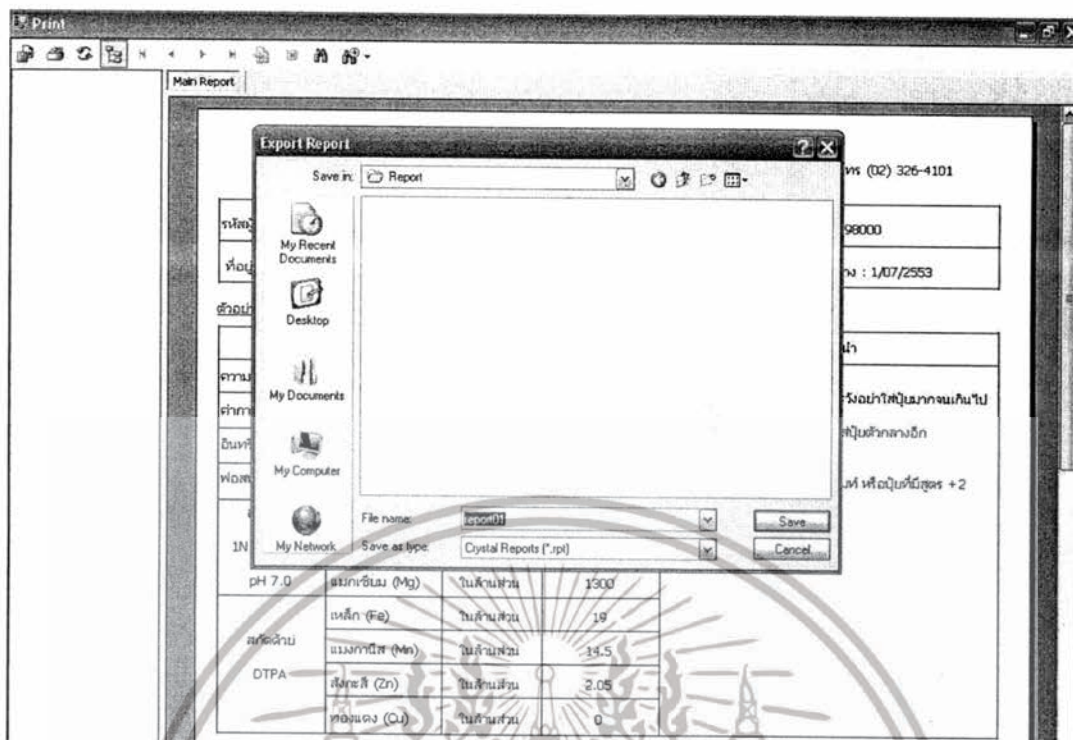 Print
Main Report
Export Report
Save in: Report
My Recent Documents
Desktop
My Documents
My Computer
My Network
File name: report01
Save as type: Crystal Reports (*.rpt)
Save
Cancel
ทร (02) 326-4101
98000
ที่อยู่
: 1/07/2553
ความ
ฟอส
วังอย่าใส่ปุ๋ยมากจนเกินไป
ส่ปุ๋ยตัวกลางอีก
หรือปุ๋ยที่มีสูตร +2
1N
pH 7.0
แมกเซียม (Mg) ในล้านส่วน 1300
เหล็ก (Fe) ในล้านส่วน 19
สกัดด้วย
DTPA
แมงกานีส (Mn) ในล้านส่วน 14.5
สังกะสี (Zn) ในล้านส่วน 2.05
ทองแดง (Cu) ในล้านส่วน 0